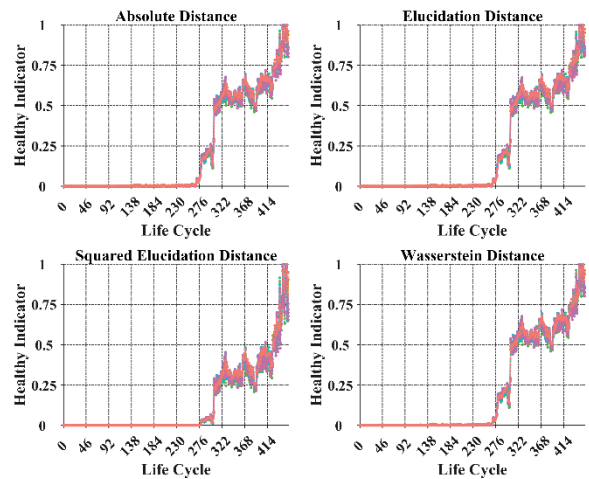 Absolute Distance
Healthy Indicator
1
0.75
0.5
0.25
0
0 46 92 138 184 230 276 322 368 414
Life Cycle
Elucidation Distance
Healthy Indicator
1
0.75
0.5
0.25
0
0 46 92 138 184 230 276 322 368 414
Life Cycle
Squared Elucidation Distance
Healthy Indicator
1
0.75
0.5
0.25
0
0 46 92 138 184 230 276 322 368 414
Life Cycle
Wasserstein Distance
Healthy Indicator
1
0.75
0.5
0.25
0
0 46 92 138 184 230 276 322 368 414
Life Cycle